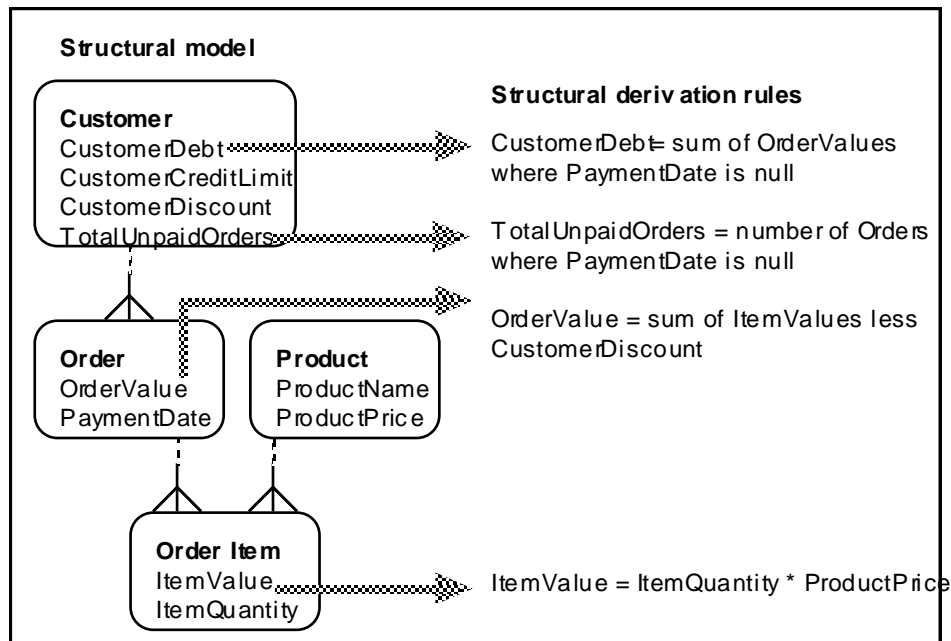 Structural model
Customer
CustomerDebt
CustomerCreditLimit
CustomerDiscount
TotalUnpaidOrders
Order
OrderValue
PaymentDate
Product
ProductName
ProductPrice
Order Item
ItemValue
ItemQuantity
Structural derivation rules
CustomerDebt= sum of OrderValues
where PaymentDate is null
TotalUnpaidOrders = number of Orders
where PaymentDate is null
OrderValue = sum of ItemValues less
CustomerDiscount
ItemValue = ItemQuantity * ProductPrice